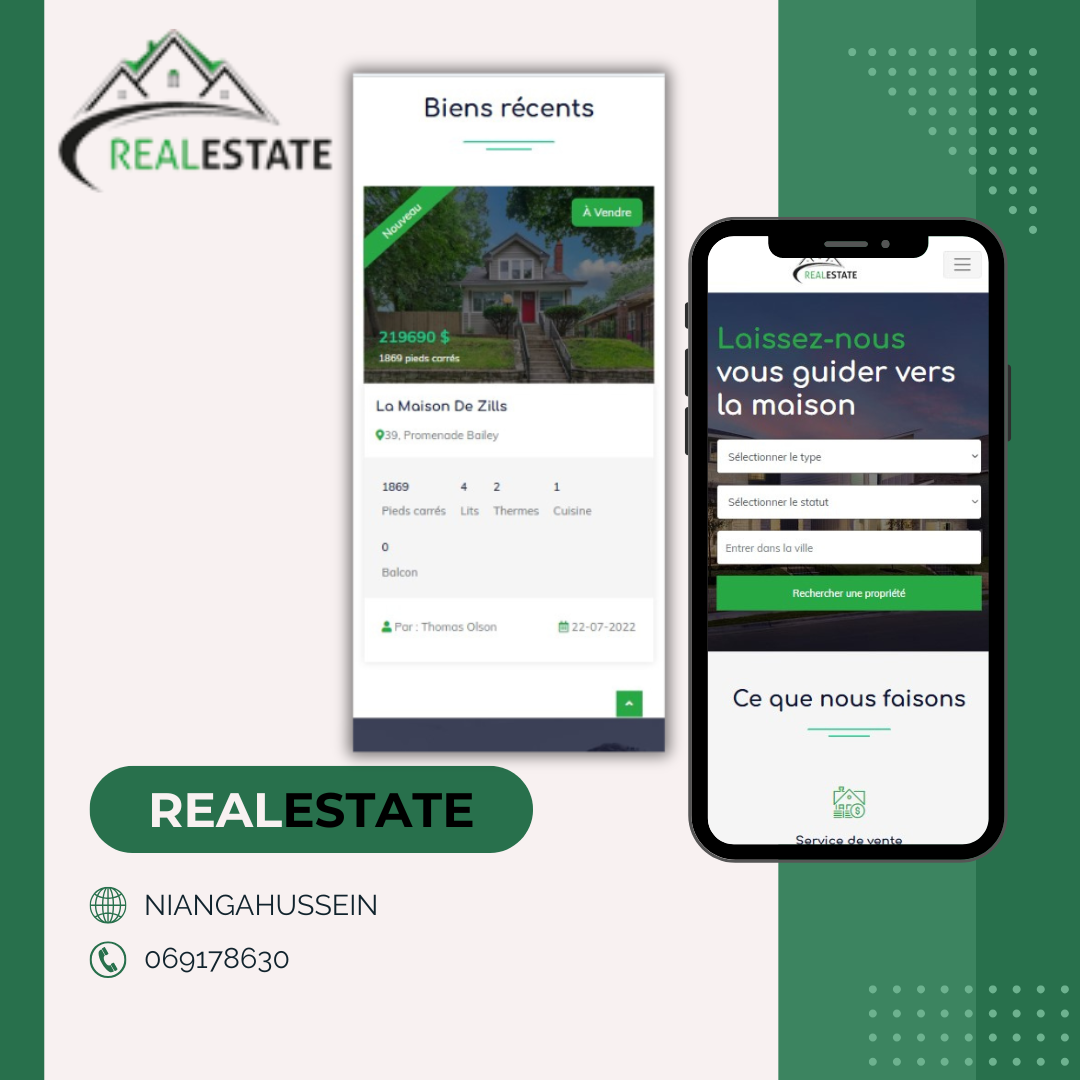 REALESTATE
Biens récents
Nouveau
À Vendre
219690 $
1869 pieds carrés
La Maison De Zills
39, Promenade Bailey
1869 4 2 1
Pieds carrés Lits Thermes Cuisine
0
Balcon
Par : Thomas Olson 22-07-2022
REALESTATE
Laissez-nous
vous guider vers
la maison
Sélectionner le type
Sélectionner le statut
Entrer dans la ville
Rechercher une propriété
Ce que nous faisons
$
Service de vente
REALESTATE
NIANGAHUSSEIN
069178630